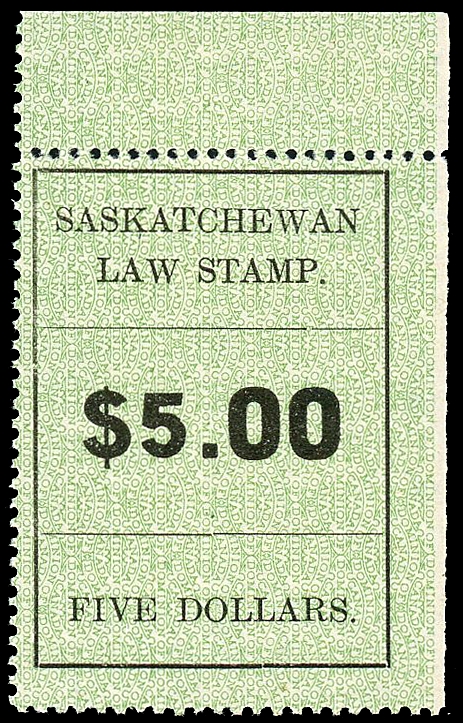 SASKATCHEWAN
LAW STAMP.
$5.00
FIVE DOLLARS.